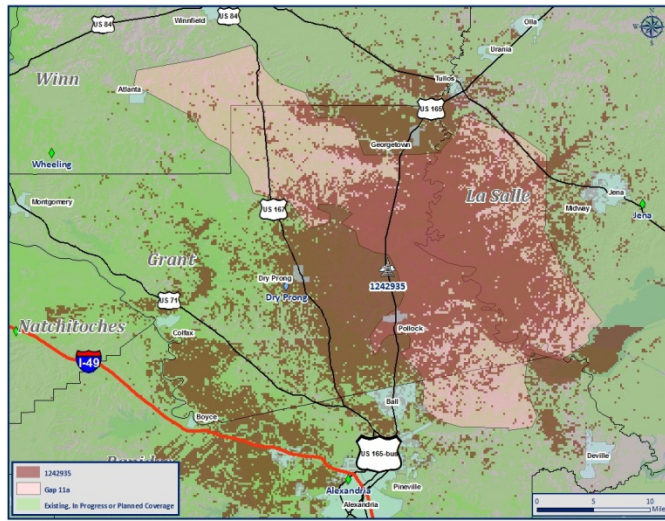 Winnfield
US 84
US 84
Olla
Urania
Winn
Tullos
Atlanta
US 165
Georgetown
Wheeling
La Salle
Jena
Montgomery
Midway
US 167
Jena
Grant
Dry Prong
1242935
US 71
Dry Prong
Natchitoches
Pollock
Colfax
I-49
Ball
Boyce
US 165-bus
1242935
Gap 11a
Existing, In Progress or Planned Coverage
Deville
Alexandria
Pineville
Alexandria
0 5 10
Miles